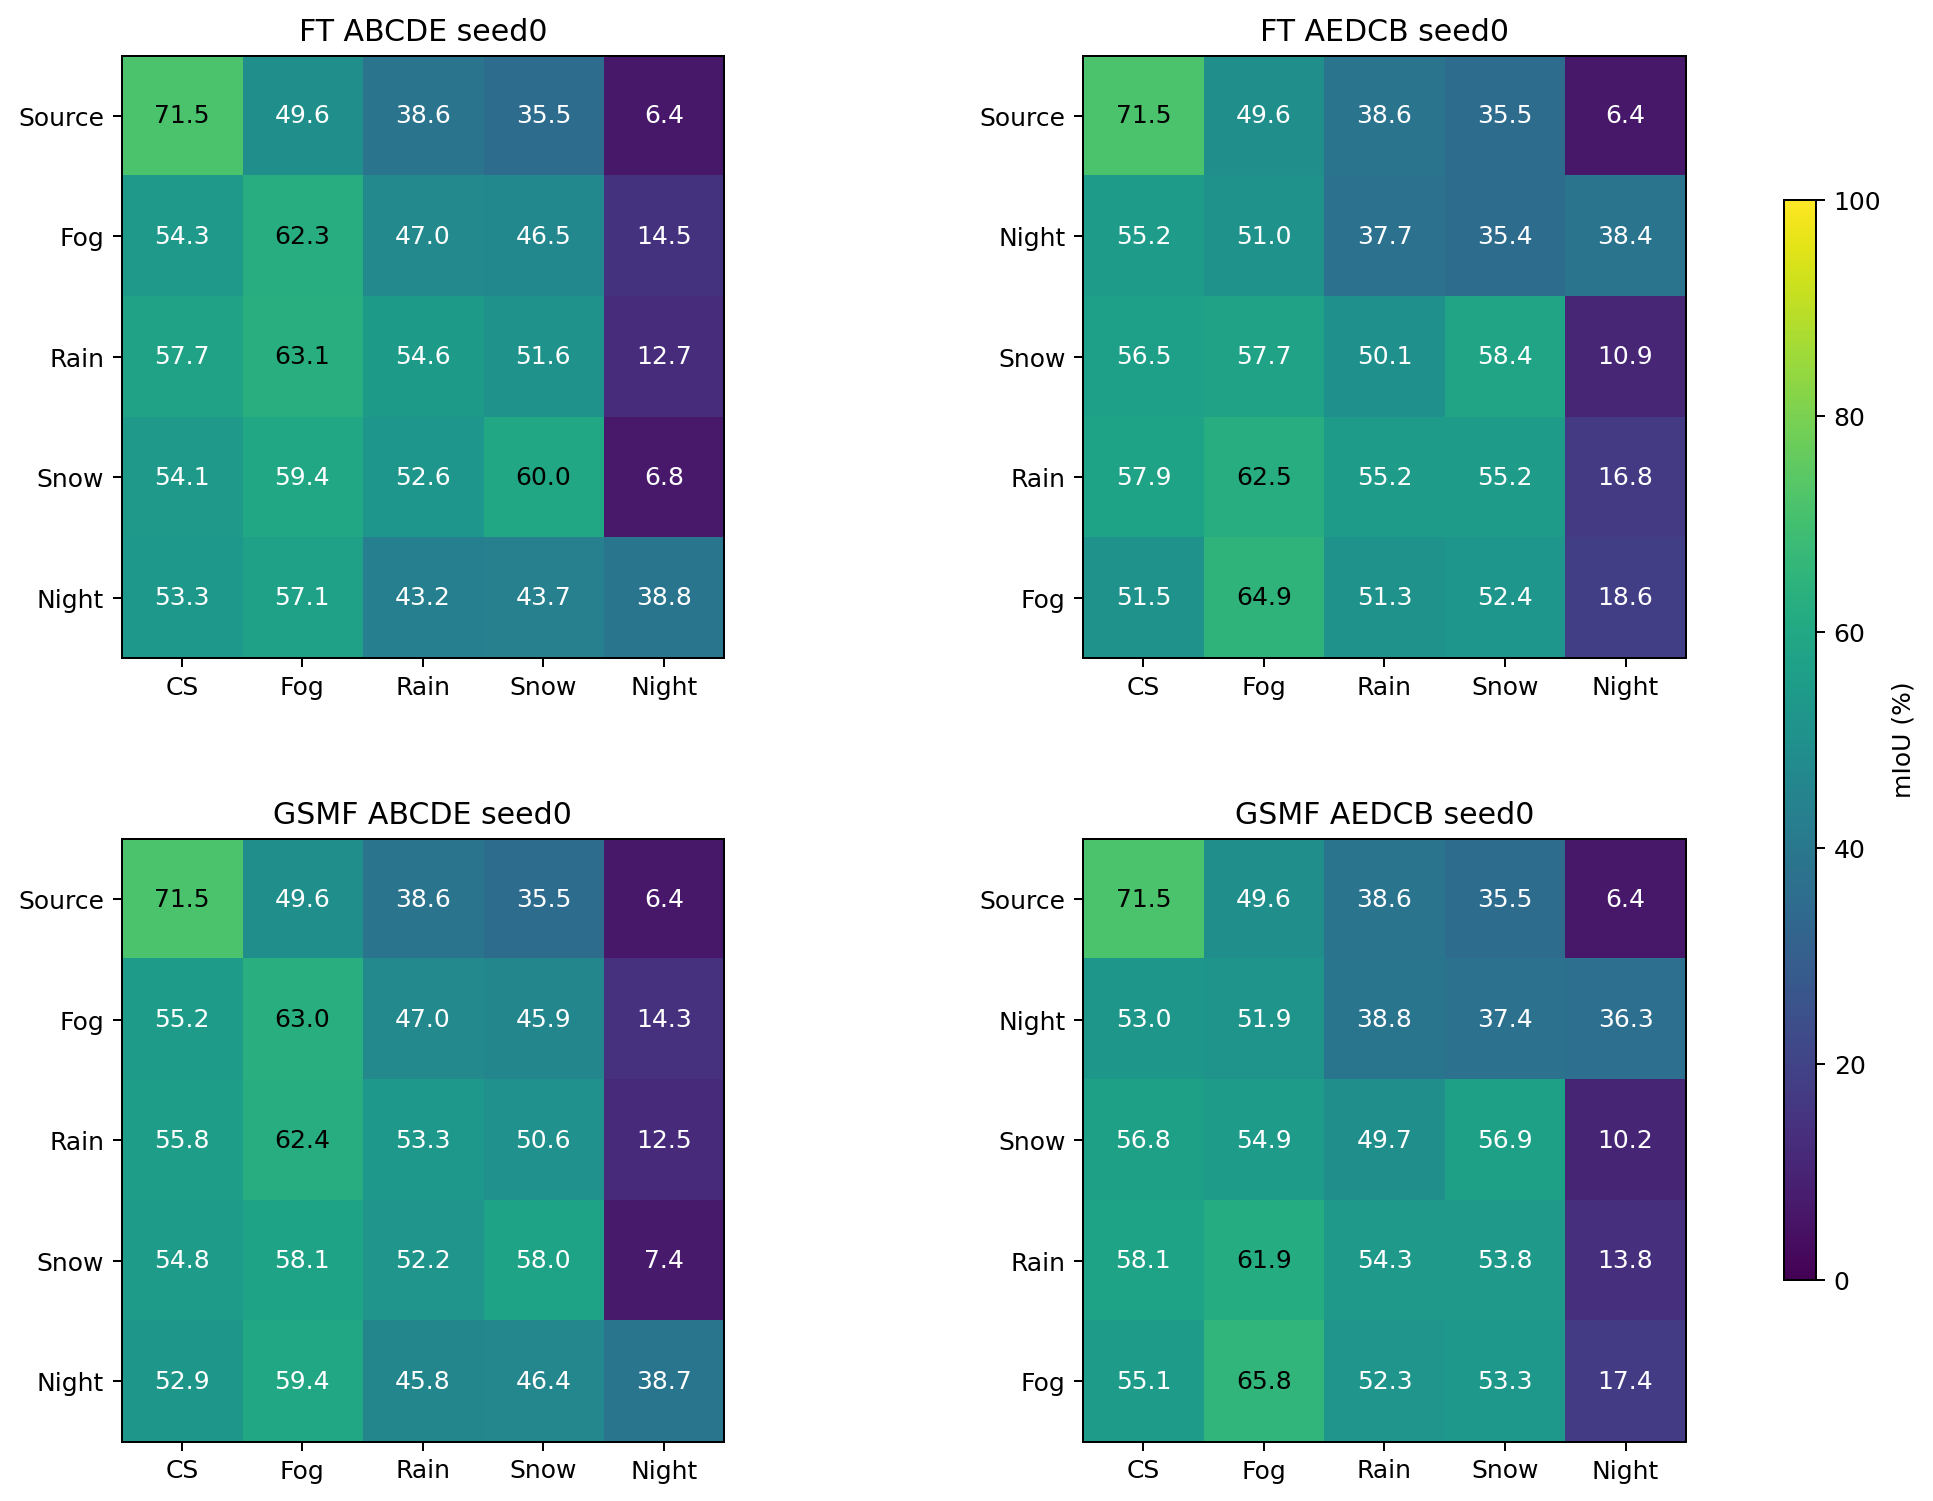 FT ABCDE seed0
Source 71.5 49.6 38.6 35.5 6.4
Fog 54.3 62.3 47.0 46.5 14.5
Rain 57.7 63.1 54.6 51.6 12.7
Snow 54.1 59.4 52.6 60.0 6.8
Night 53.3 57.1 43.2 43.7 38.8
CS Fog Rain Snow Night
FT AEDCB seed0
Source 71.5 49.6 38.6 35.5 6.4
Night 55.2 51.0 37.7 35.4 38.4
Snow 56.5 57.7 50.1 58.4 10.9
Rain 57.9 62.5 55.2 55.2 16.8
Fog 51.5 64.9 51.3 52.4 18.6
CS Fog Rain Snow Night
GSMF ABCDE seed0
Source 71.5 49.6 38.6 35.5 6.4
Fog 55.2 63.0 47.0 45.9 14.3
Rain 55.8 62.4 53.3 50.6 12.5
Snow 54.8 58.1 52.2 58.0 7.4
Night 52.9 59.4 45.8 46.4 38.7
CS Fog Rain Snow Night
GSMF AEDCB seed0
Source 71.5 49.6 38.6 35.5 6.4
Night 53.0 51.9 38.8 37.4 36.3
Snow 56.8 54.9 49.7 56.9 10.2
Rain 58.1 61.9 54.3 53.8 13.8
Fog 55.1 65.8 52.3 53.3 17.4
CS Fog Rain Snow Night
100
80
60
40
20
0
mIoU (%)